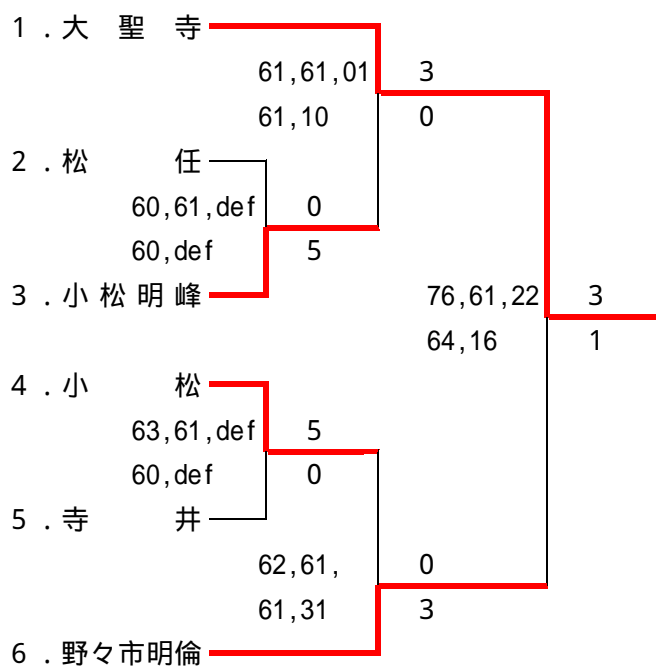 1 . 大 聖 寺
61,61,01 3
61,10 0
2 . 松 任
60,61,def 0
60,def 5
3 . 小松明峰
76,61,22 3
64,16 1
4 . 小 松
63,61,def 5
60,def 0
5 . 寺 井
62,61, 0
61,31 3
6 . 野々市明倫